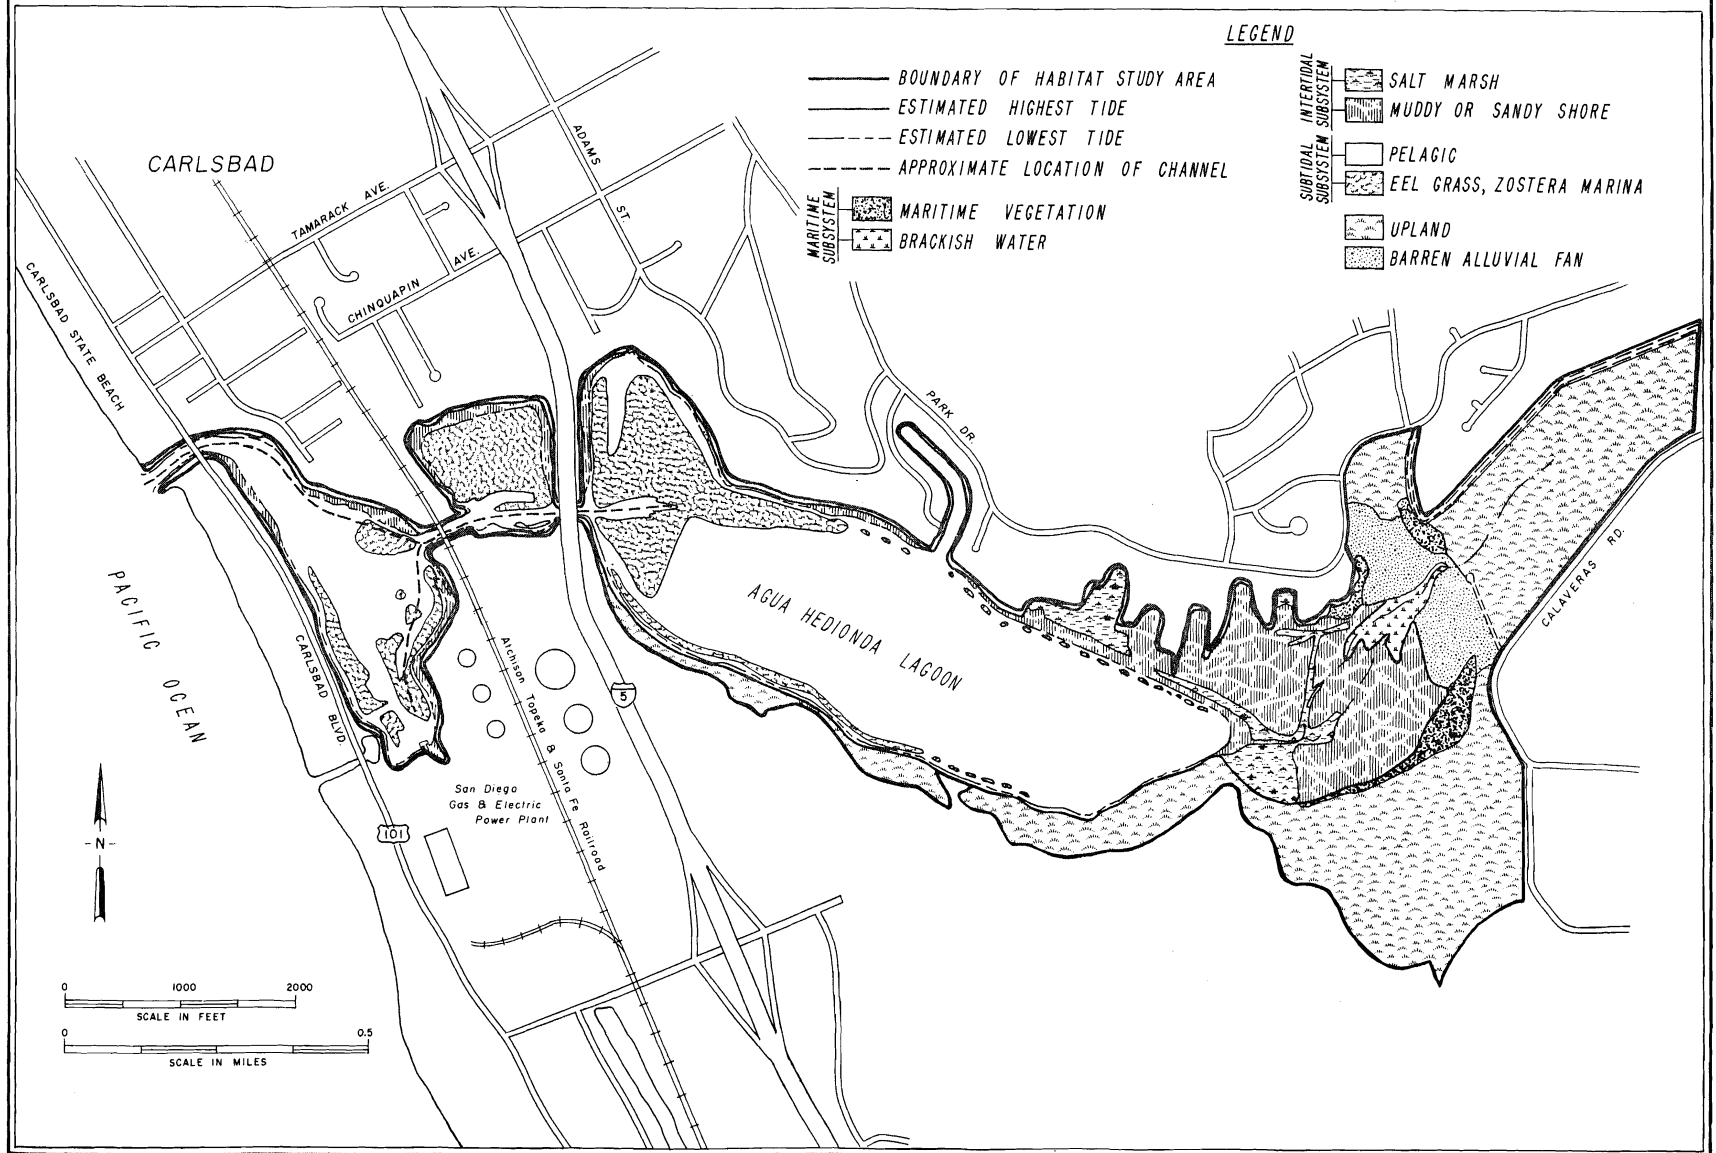 LEGEND
BOUNDARY OF HABITAT STUDY AREA
ESTIMATED HIGHEST TIDE
ESTIMATED LOWEST TIDE
APPROXIMATE LOCATION OF CHANNEL
MARITIME
SUBSYSTEM
MARITIME VEGETATION
BRACKISH WATER
INTERTIDAL
SUBSYSTEM
SALT MARSH
MUDDY OR SANDY SHORE
SUBTIDAL
SUBSYSTEM
PELAGIC
EEL GRASS, ZOSTERA MARINA
UPLAND
BARREN ALLUVIAL FAN
CARLSBAD
TAMARACK AVE.
CHINQUAPIN AVE.
ADAMS ST.
CARLSBAD STATE BEACH
PARK DR.
CALAVERAS RD.
PACIFIC OCEAN
CARLSBAD BLVD.
AGUA HEDIONDA LAGOON
Atchison Topeka & Santa Fe Railroad
5
101
San Diego
Gas & Electric
Power Plant
-N-
0 1000 2000
SCALE IN FEET
0 0.5
SCALE IN MILES